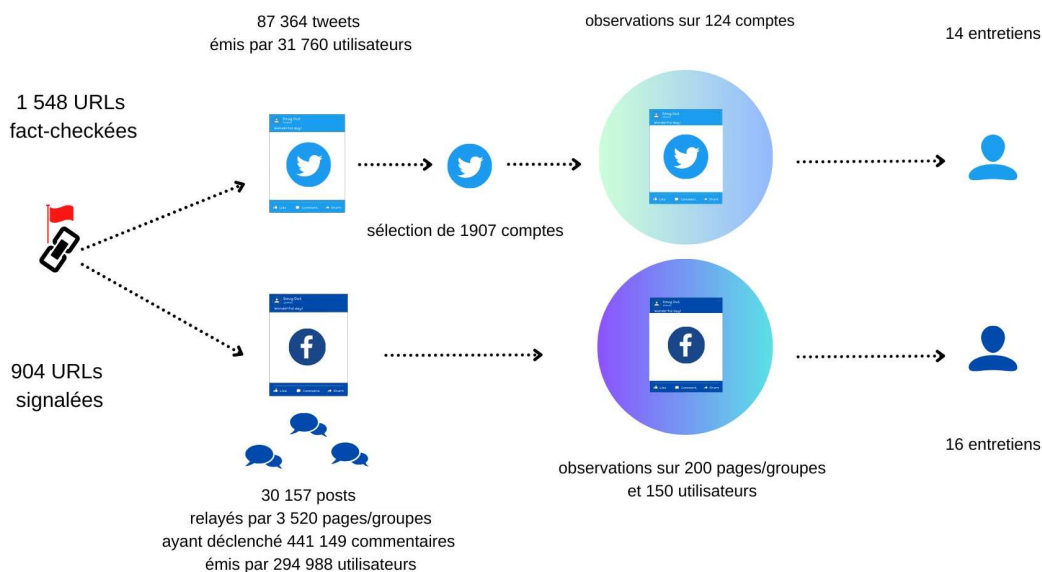 87 364 tweets
émis par 31 760 utilisateurs
observations sur 124 comptes
14 entretiens
1 548 URLs
fact-checkées
sélection de 1907 comptes
904 URLs
signalées
30 157 posts
relayés par 3 520 pages/groupes
ayant déclenché 441 149 commentaires
émis par 294 988 utilisateurs
observations sur 200 pages/groupes
et 150 utilisateurs
16 entretiens